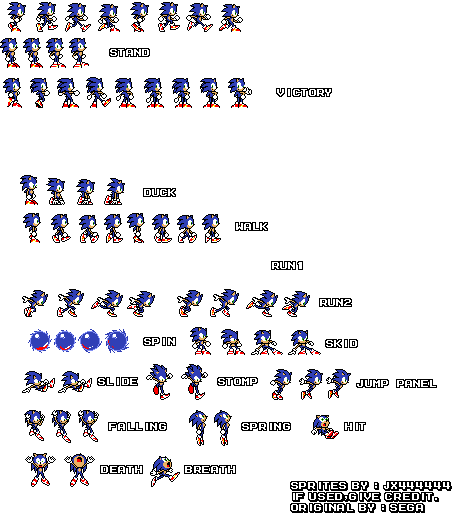 STAND
VICTORY
DUCK
WALK
RUN1
RUN2
SPIN SKID
SLIDE STOMP JUMP PANEL
FALLING SPRING HIT
DEATH BREATH
SPRITES BY : JX444444
IF USED,GIVE CREDIT.
ORIGINAL BY : SEGA